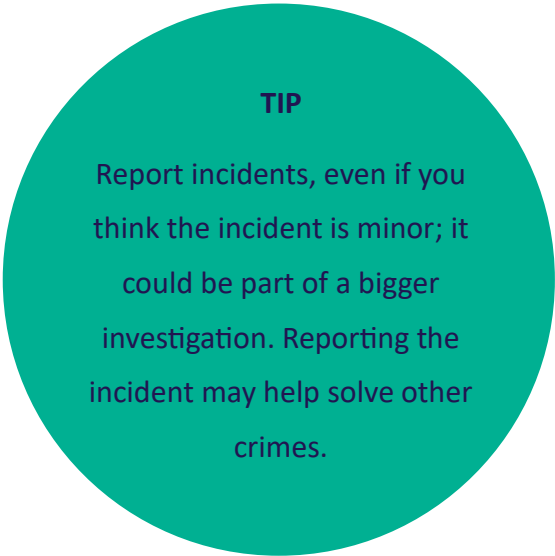 TIP
Report incidents, even if you
think the incident is minor; it
could be part of a bigger
investigation. Reporting the
incident may help solve other
crimes.